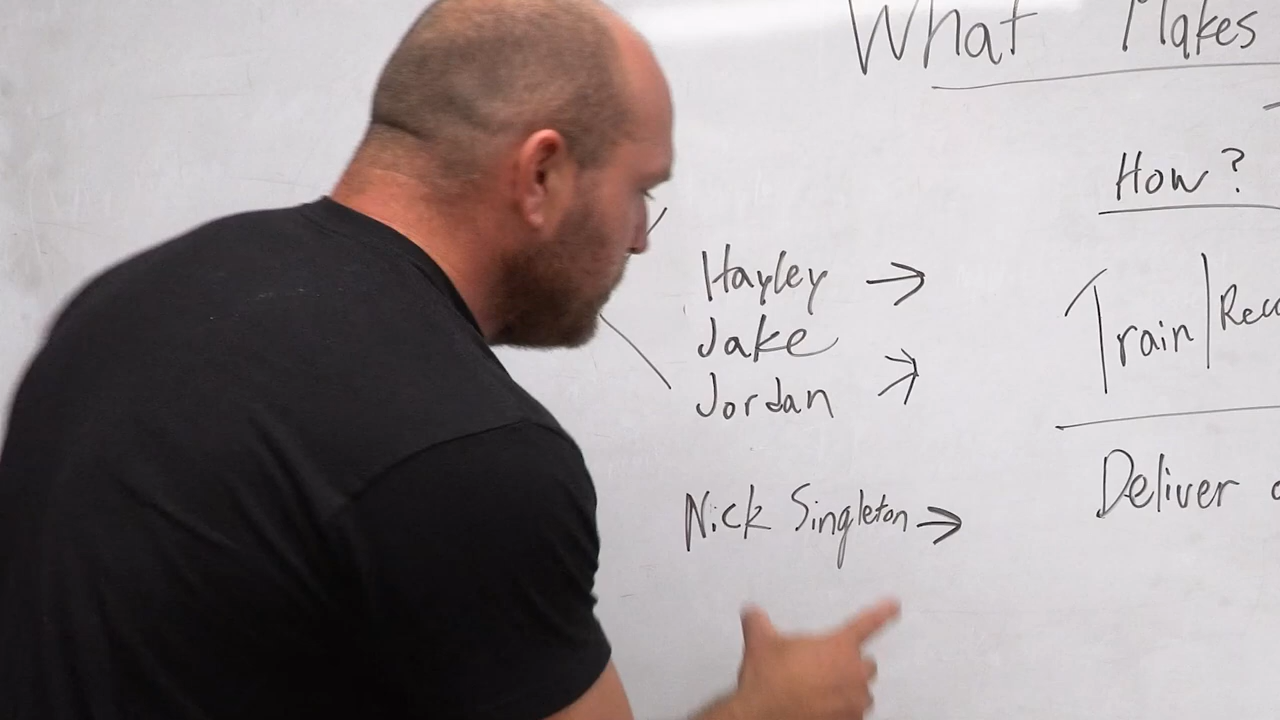 What Makes
How?
Hayley →
Jake
Jordan →
Train/
Deliver
Nick Singleton →